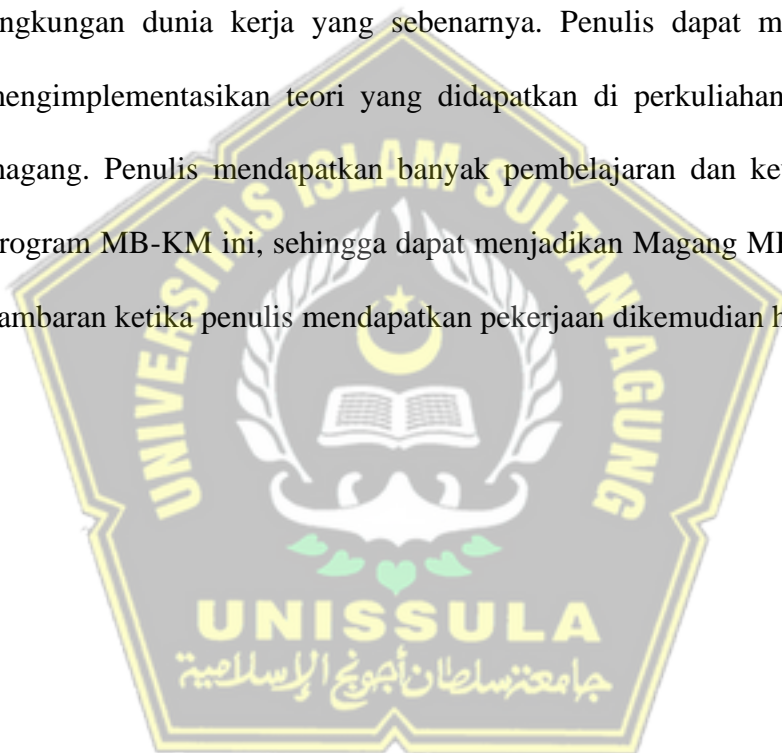 ngkungan dunia kerja yang sebenarnya. Penulis dapat m
nengimplementasikan teori yang didapatkan di perkuliahan
nagang. Penulis mendapatkan banyak pembelajaran dan ke
rogram MB-KM ini, sehingga dapat menjadikan Magang M
ambaran ketika penulis mendapatkan pekerjaan dikemudian h
UNIVERSITAS ISLAM SULTAN AGUNG
UNISSULA
جامعة سلطان أجونج الإسلامية